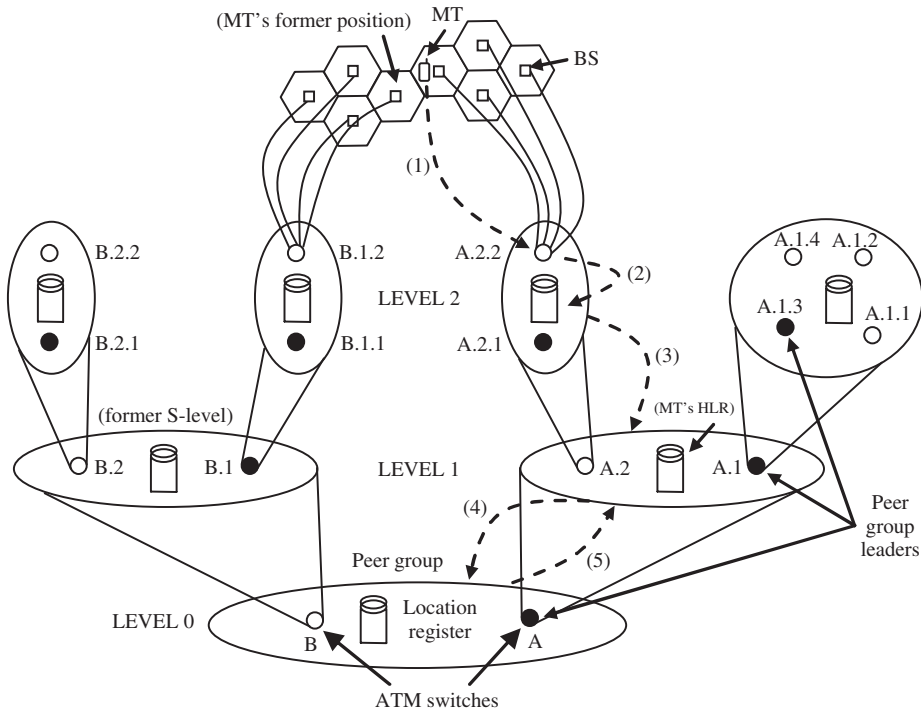 (MT's former position)
MT
BS
(1)
B.2.2
B.1.2
A.2.2
A.1.4
A.1.2
(2)
LEVEL 2
A.1.3
A.1.1
B.2.1
B.1.1
A.2.1
(3)
(former S-level)
(MT's HLR)
B.2
B.1
LEVEL 1
A.2
A.1
(4)
Peer
group
leaders
Peer group
(5)
LEVEL 0
Location
register
B
A
ATM switches